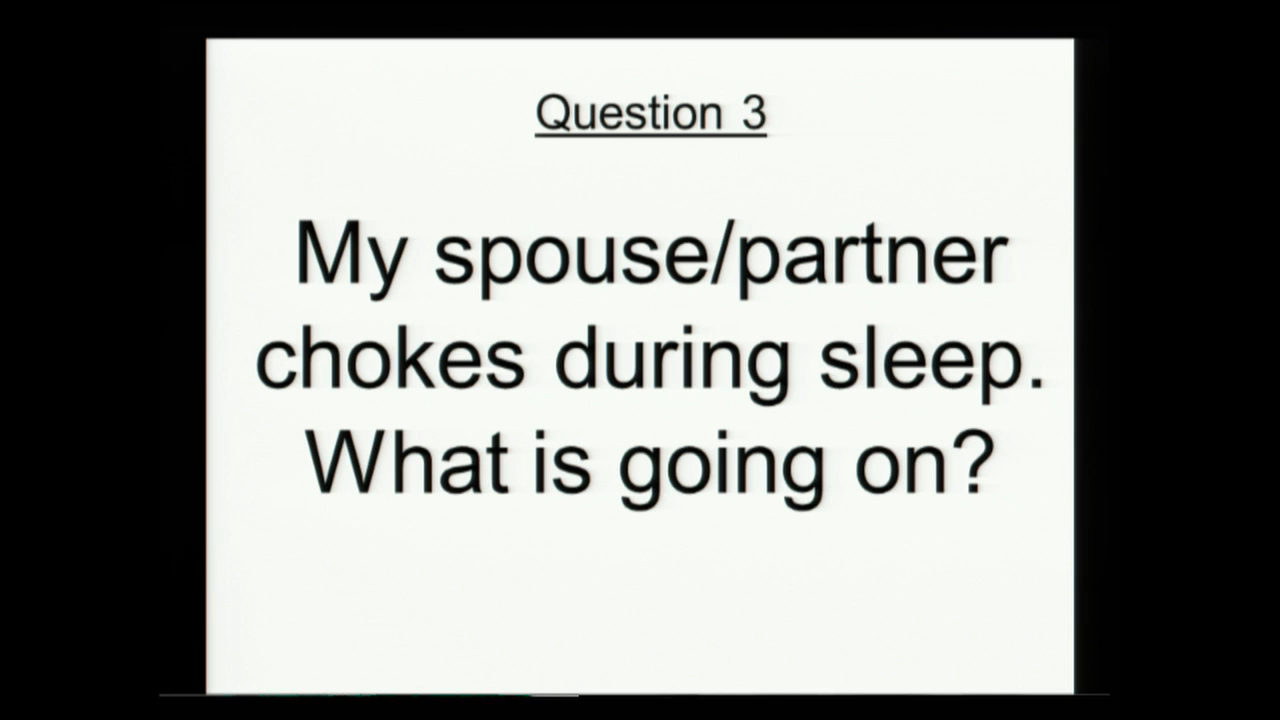 Question 3
My spouse/partner
chokes during sleep.
What is going on?